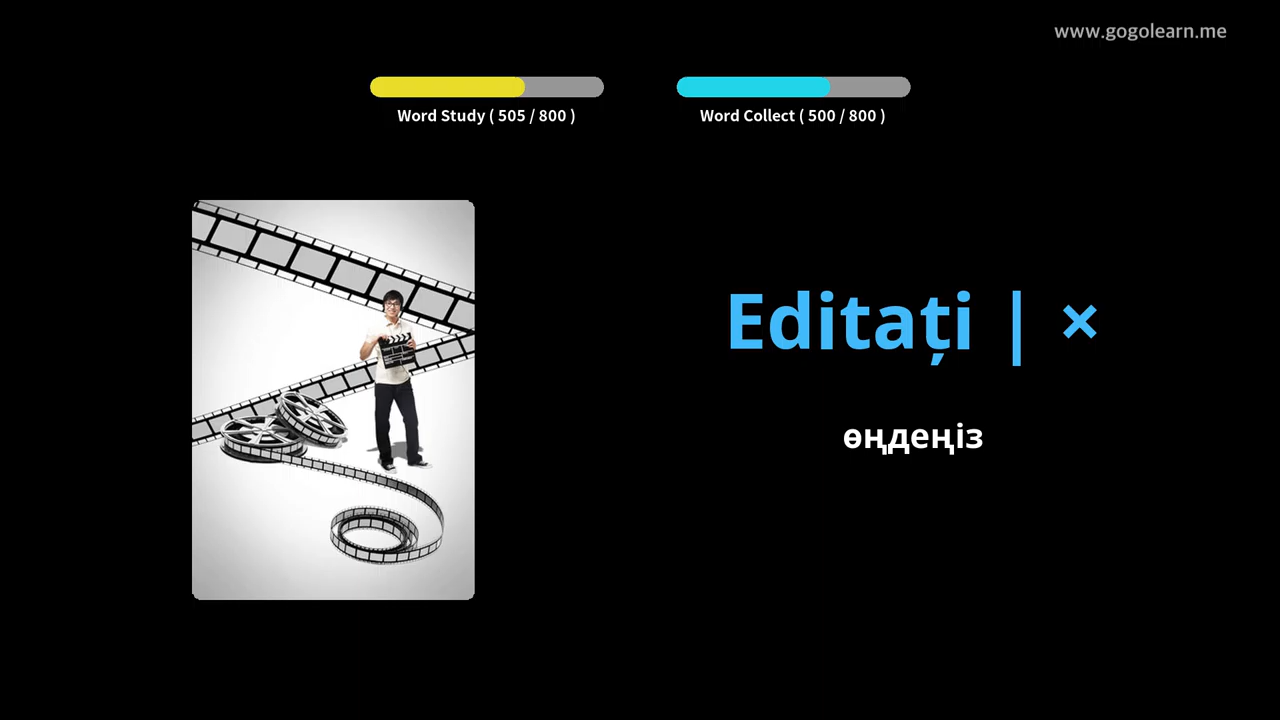 www.gogolearn.me
Word Study ( 505 / 800 )
Word Collect ( 500 / 800 )
Editați | ×
өңдеңіз